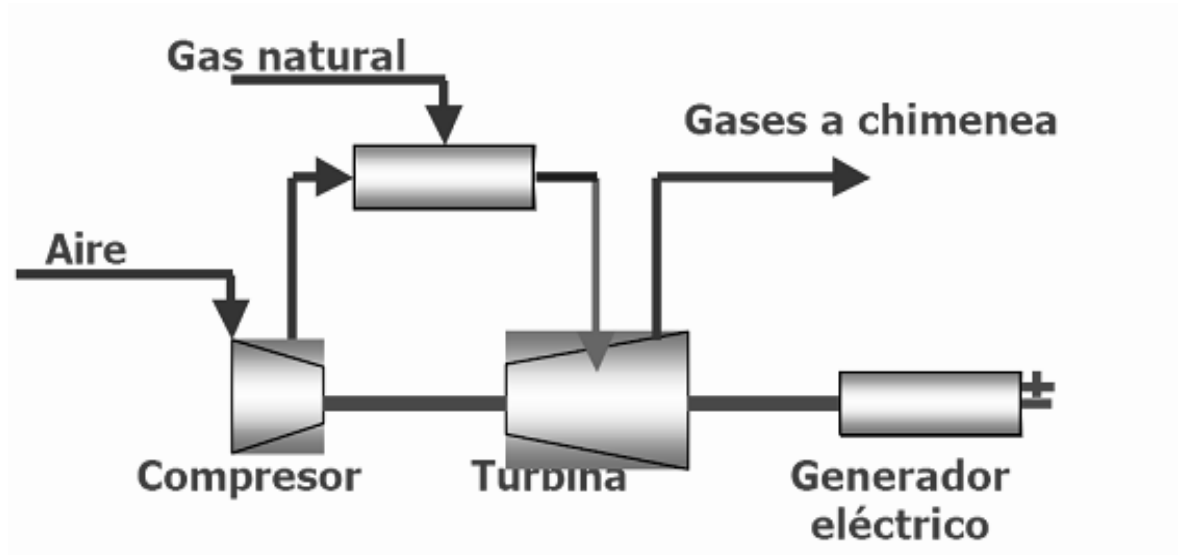 Gas natural
Gases a chimenea
Aire
Compresor
Turbina
Generador
eléctrico